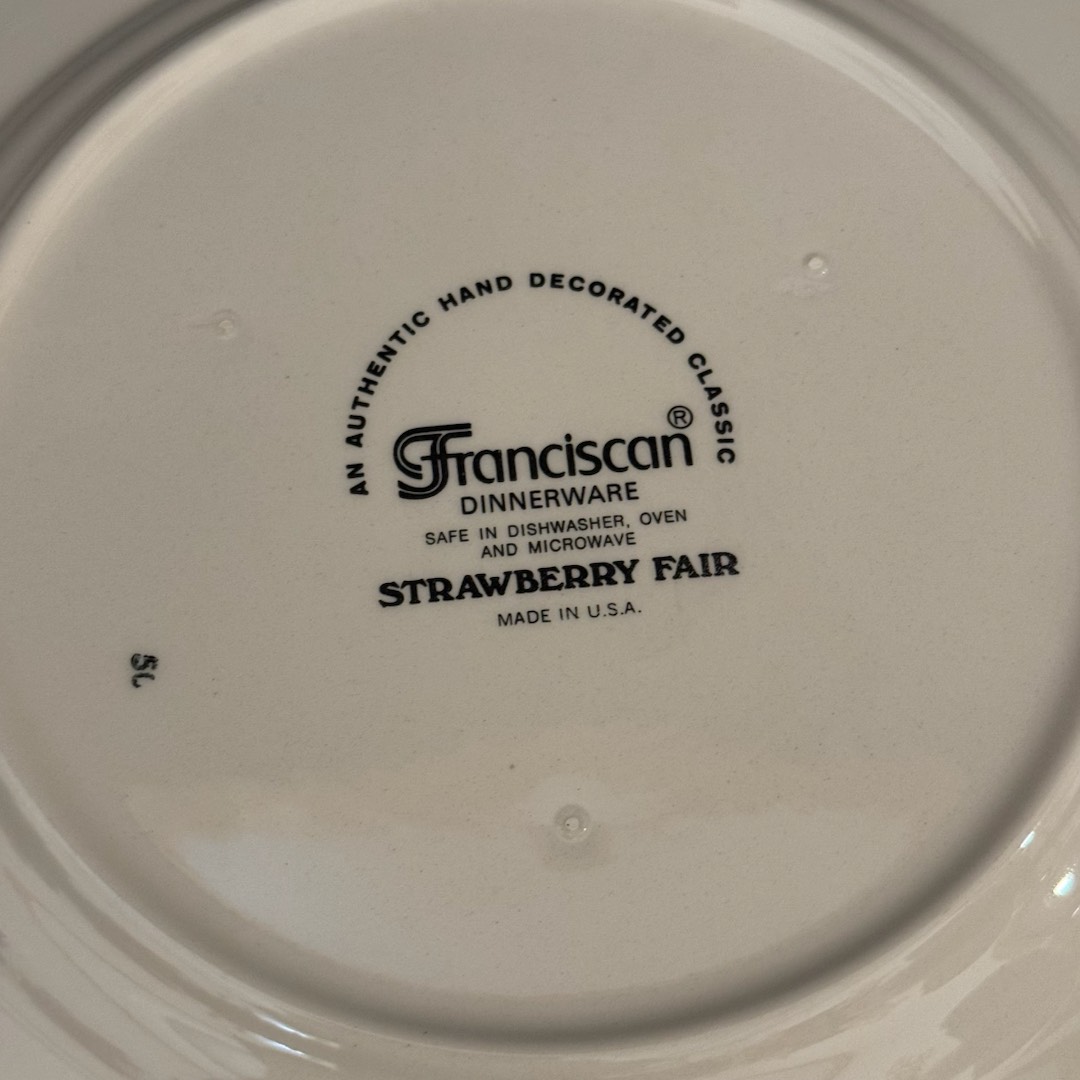 AN AUTHENTIC HAND DECORATED CLASSIC
Franciscan®
DINNERWARE
SAFE IN DISHWASHER, OVEN
AND MICROWAVE
STRAWBERRY FAIR
MADE IN U.S.A.